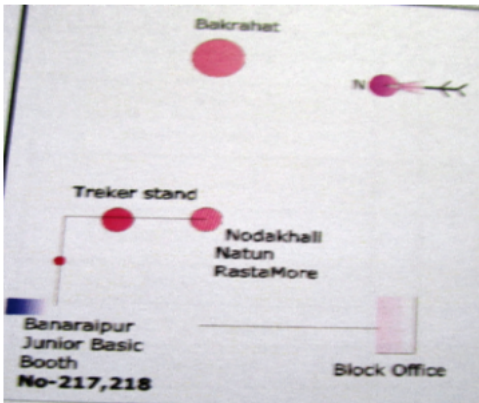 Bakrahat
N
Treker stand
Nodakhali
Natun
RastaMore
Banaraipur
Junior Basic
Booth
No-217,218
Block Office